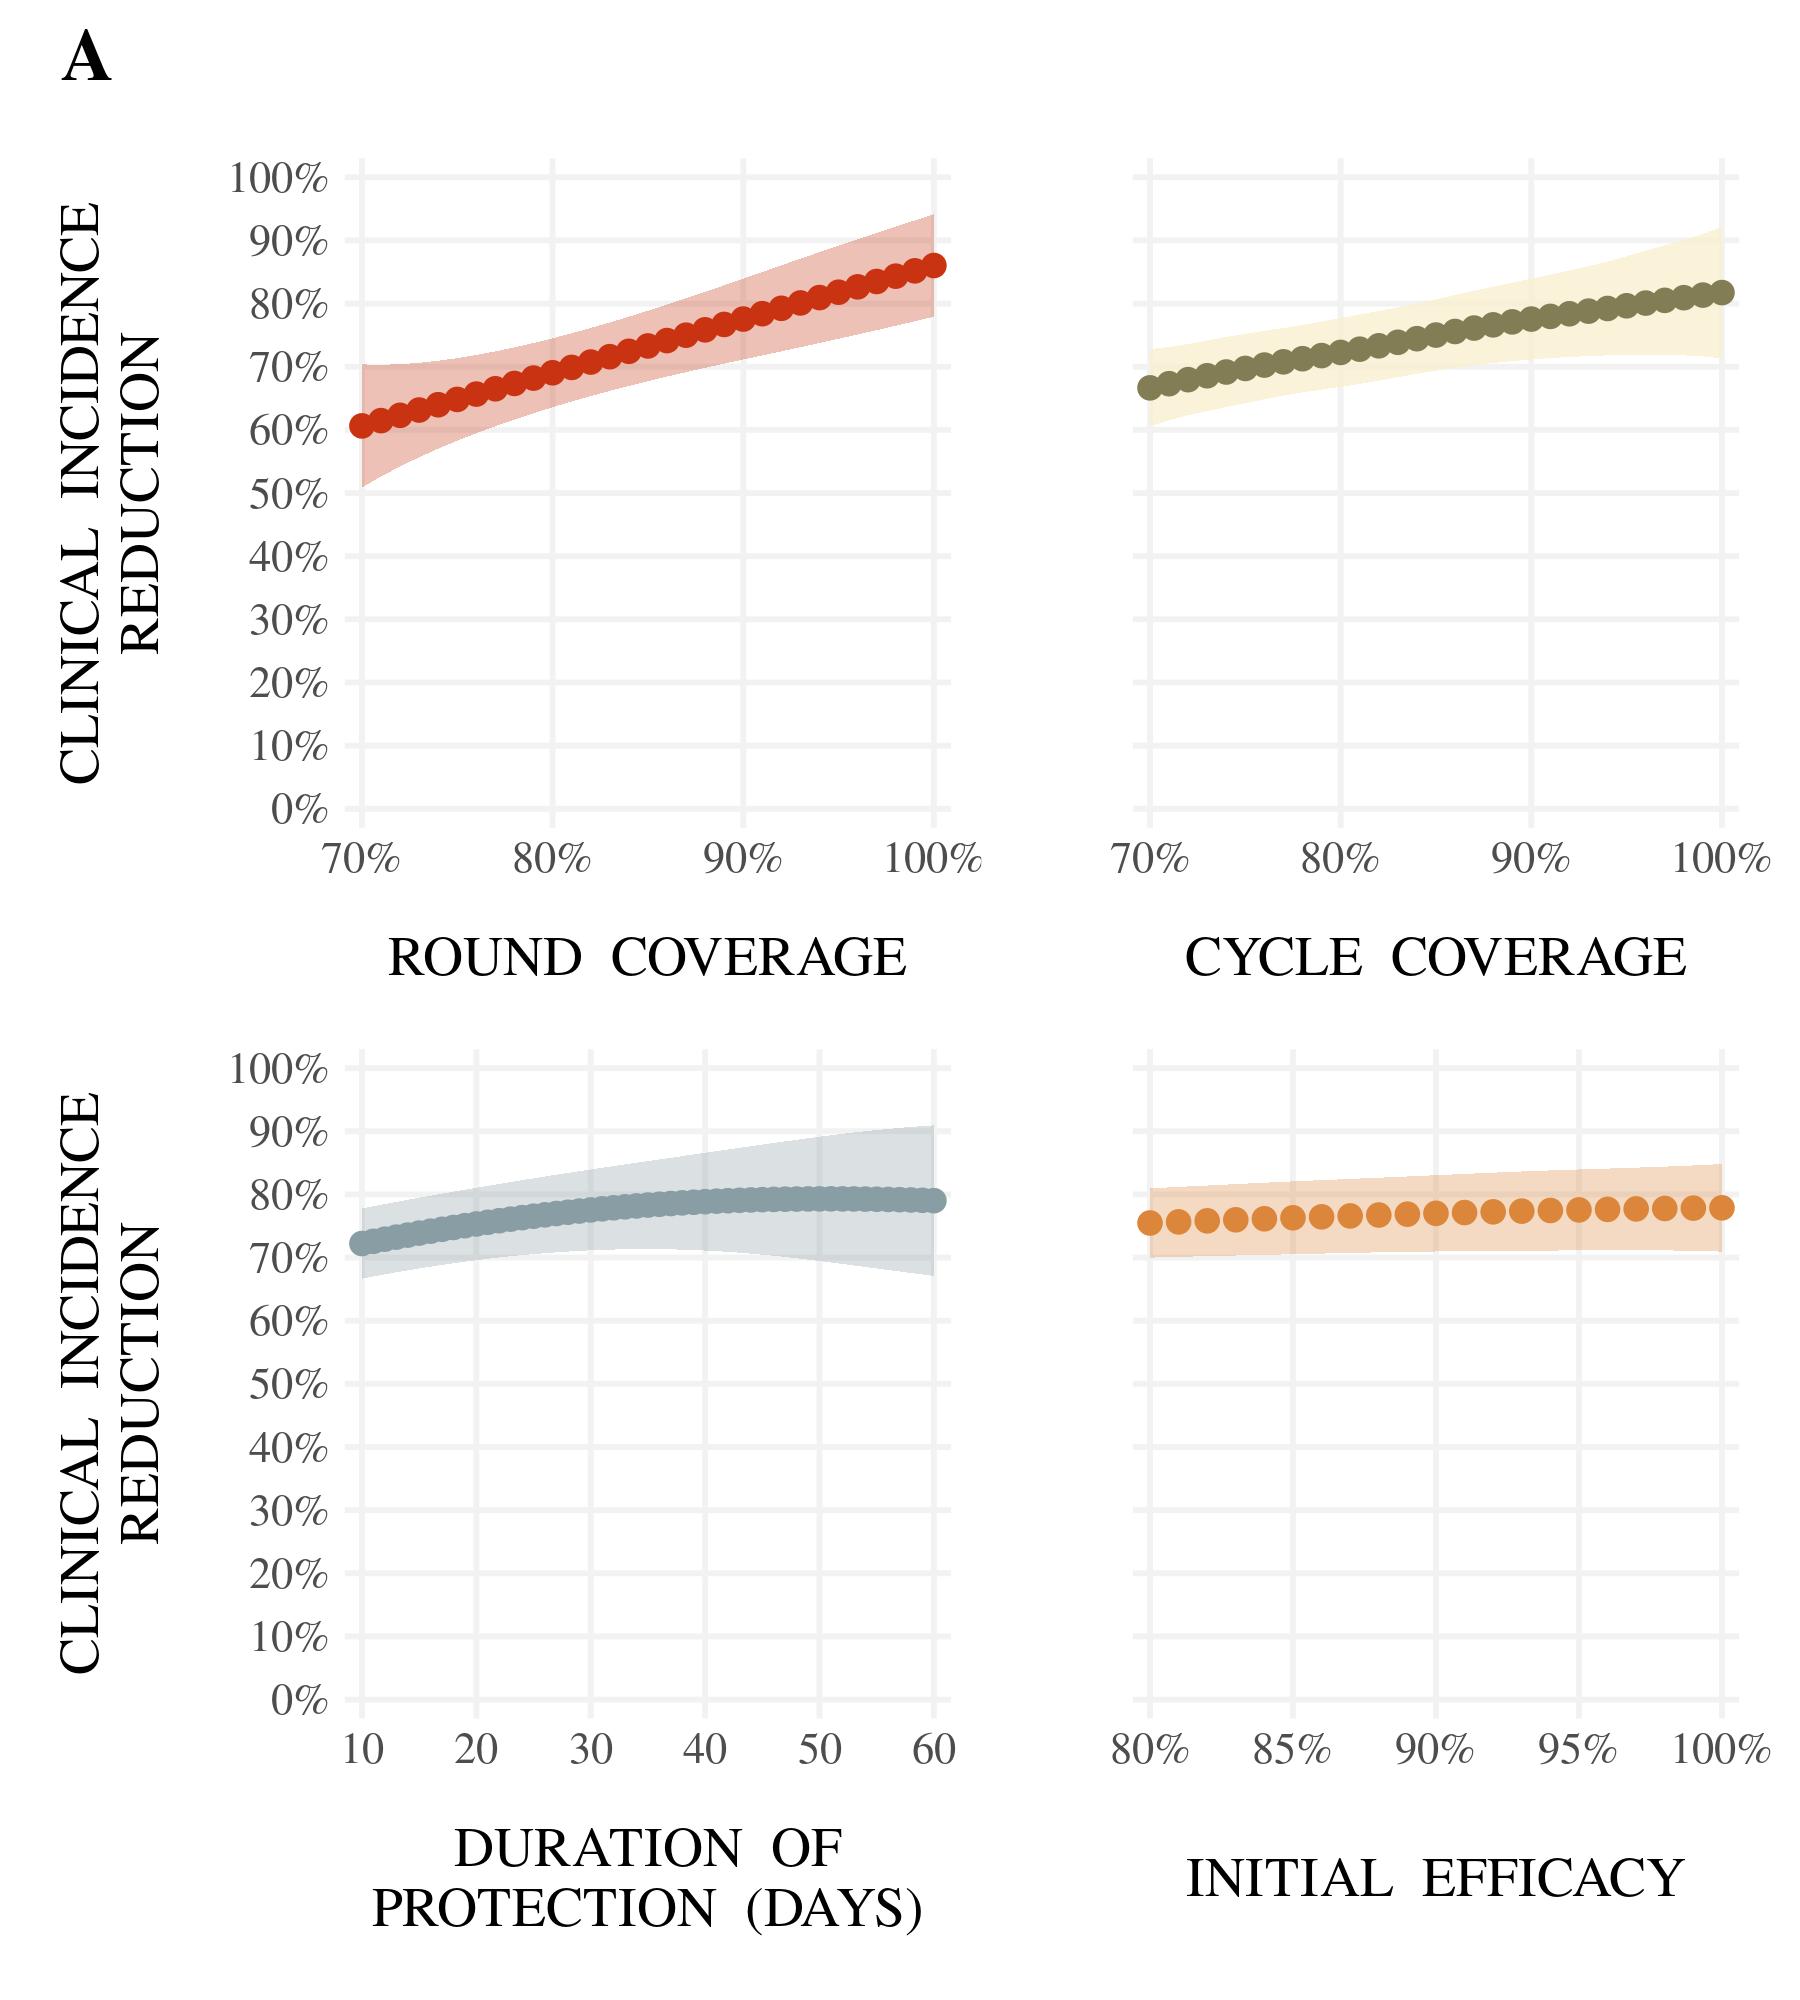 A
CLINICAL INCIDENCE
REDUCTION
100%
90%
80%
70%
60%
50%
40%
30%
20%
10%
0%
70% 80% 90% 100%
ROUND COVERAGE
70% 80% 90% 100%
CYCLE COVERAGE
CLINICAL INCIDENCE
REDUCTION
100%
90%
80%
70%
60%
50%
40%
30%
20%
10%
0%
10 20 30 40 50 60
DURATION OF
PROTECTION (DAYS)
80% 85% 90% 95% 100%
INITIAL EFFICACY